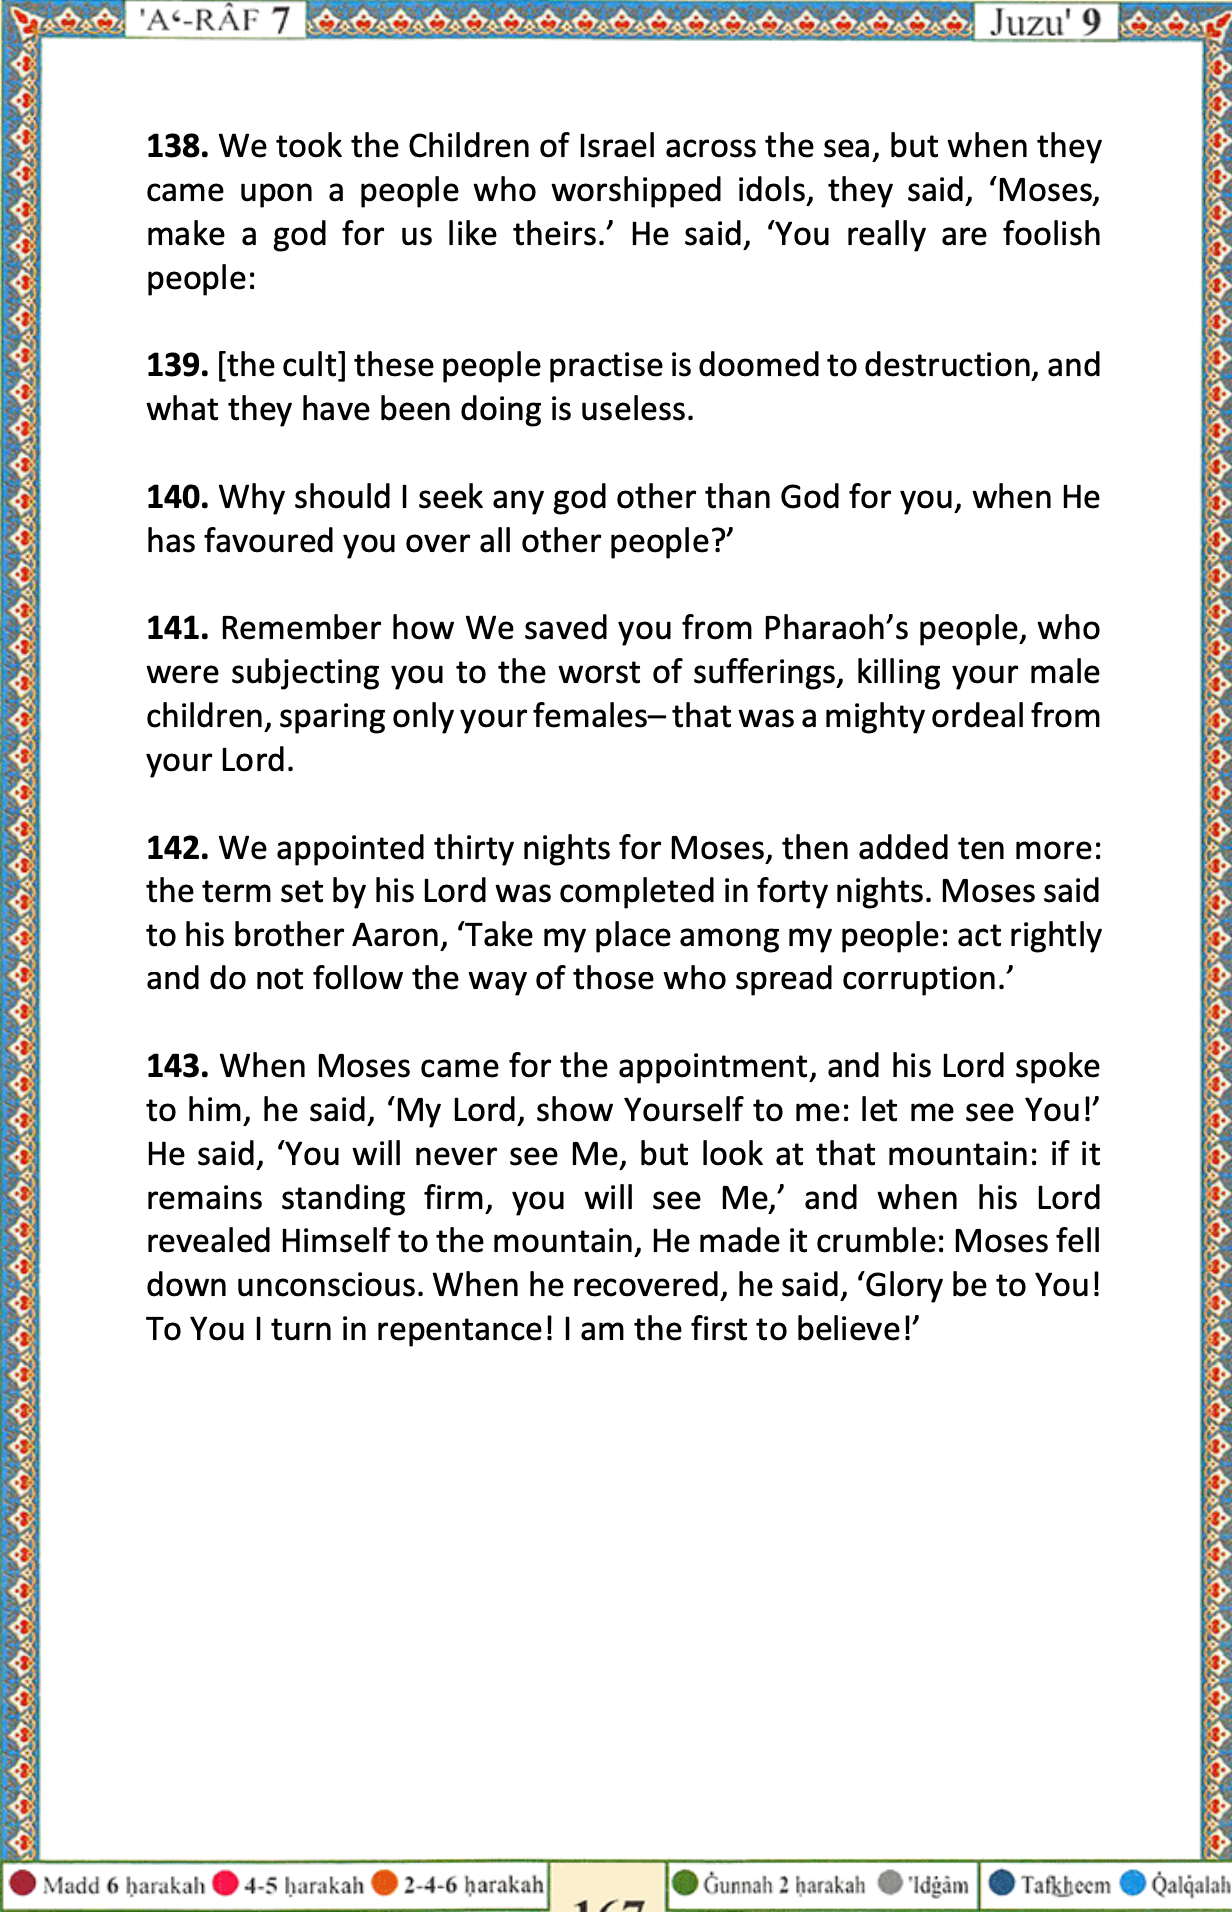 'A‘-RÂF 7
Juzu' 9
138. We took the Children of Israel across the sea, but when they
came upon a people who worshipped idols, they said, ‘Moses,
make a god for us like theirs.’ He said, ‘You really are foolish
people:
139. [the cult] these people practise is doomed to destruction, and
what they have been doing is useless.
140. Why should I seek any god other than God for you, when He
has favoured you over all other people?’
141. Remember how We saved you from Pharaoh’s people, who
were subjecting you to the worst of sufferings, killing your male
children, sparing only your females– that was a mighty ordeal from
your Lord.
142. We appointed thirty nights for Moses, then added ten more:
the term set by his Lord was completed in forty nights. Moses said
to his brother Aaron, ‘Take my place among my people: act rightly
and do not follow the way of those who spread corruption.’
143. When Moses came for the appointment, and his Lord spoke
to him, he said, ‘My Lord, show Yourself to me: let me see You!’
He said, ‘You will never see Me, but look at that mountain: if it
remains standing firm, you will see Me,’ and when his Lord
revealed Himself to the mountain, He made it crumble: Moses fell
down unconscious. When he recovered, he said, ‘Glory be to You!
To You I turn in repentance! I am the first to believe!’
Madd 6 ḥarakah 4-5 ḥarakah 2-4-6 ḥarakah
167
Ġunnah 2 ḥarakah 'Idġâm
Tafkheem Q̇alq̇alah